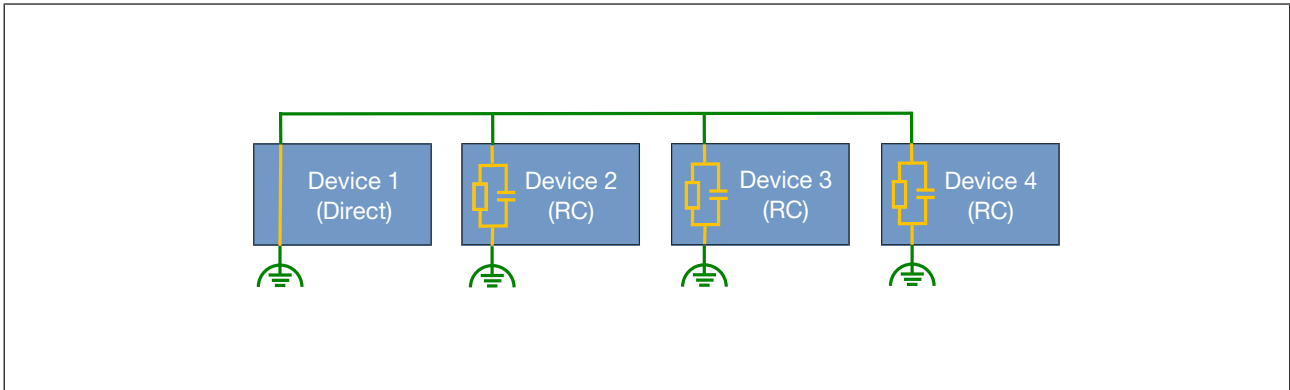 Device 1
(Direct)
Device 2
(RC)
Device 3
(RC)
Device 4
(RC)